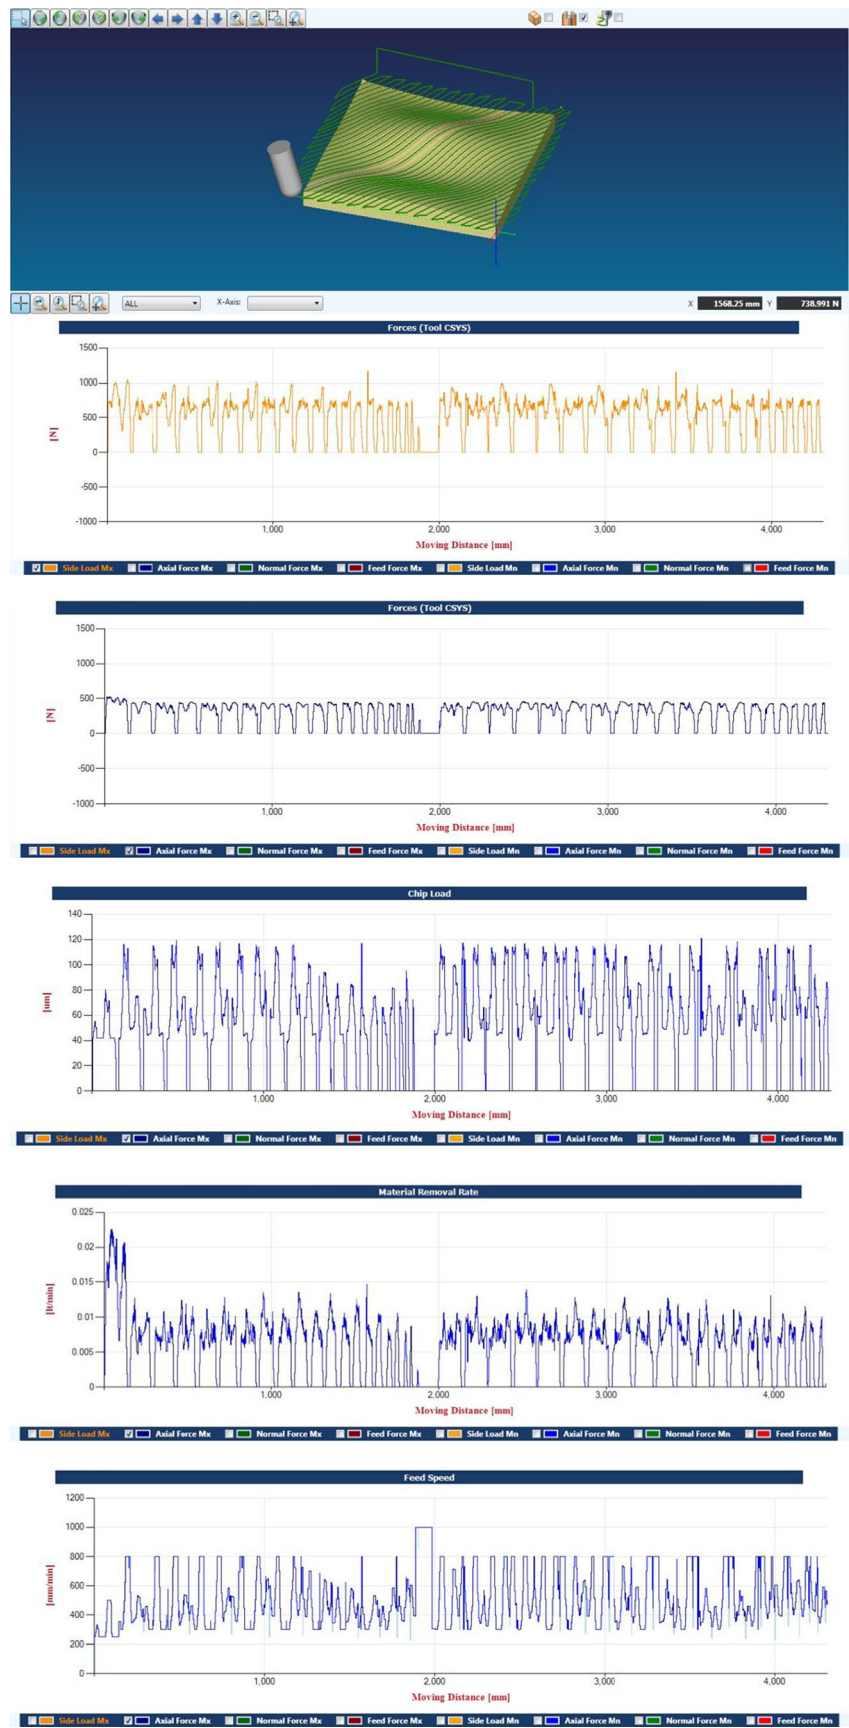 ALL X-Axis: X 1568.25 mm Y 738.991 N
Forces (Tool CSYS)
1500
1000
500
0
-500
-1000
[N]
1,000 2,000 3,000 4,000
Moving Distance [mm]
Side Load Mx Axial Force Mx Normal Force Mx Feed Force Mx Side Load Mn Axial Force Mn Normal Force Mn Feed Force Mn
Forces (Tool CSYS)
1500
1000
500
0
-500
-1000
[N]
1,000 2,000 3,000 4,000
Moving Distance [mm]
Side Load Mx Axial Force Mx Normal Force Mx Feed Force Mx Side Load Mn Axial Force Mn Normal Force Mn Feed Force Mn
Chip Load
140
120
100
80
60
40
20
0
[um]
1,000 2,000 3,000 4,000
Moving Distance [mm]
Side Load Mx Axial Force Mx Normal Force Mx Feed Force Mx Side Load Mn Axial Force Mn Normal Force Mn Feed Force Mn
Material Removal Rate
0.025
0.02
0.015
0.01
0.005
0
[lt/min]
1,000 2,000 3,000 4,000
Moving Distance [mm]
Side Load Mx Axial Force Mx Normal Force Mx Feed Force Mx Side Load Mn Axial Force Mn Normal Force Mn Feed Force Mn
Feed Speed
1200
1000
800
600
400
200
0
[mm/min]
1,000 2,000 3,000 4,000
Moving Distance [mm]
Side Load Mx Axial Force Mx Normal Force Mx Feed Force Mx Side Load Mn Axial Force Mn Normal Force Mn Feed Force Mn